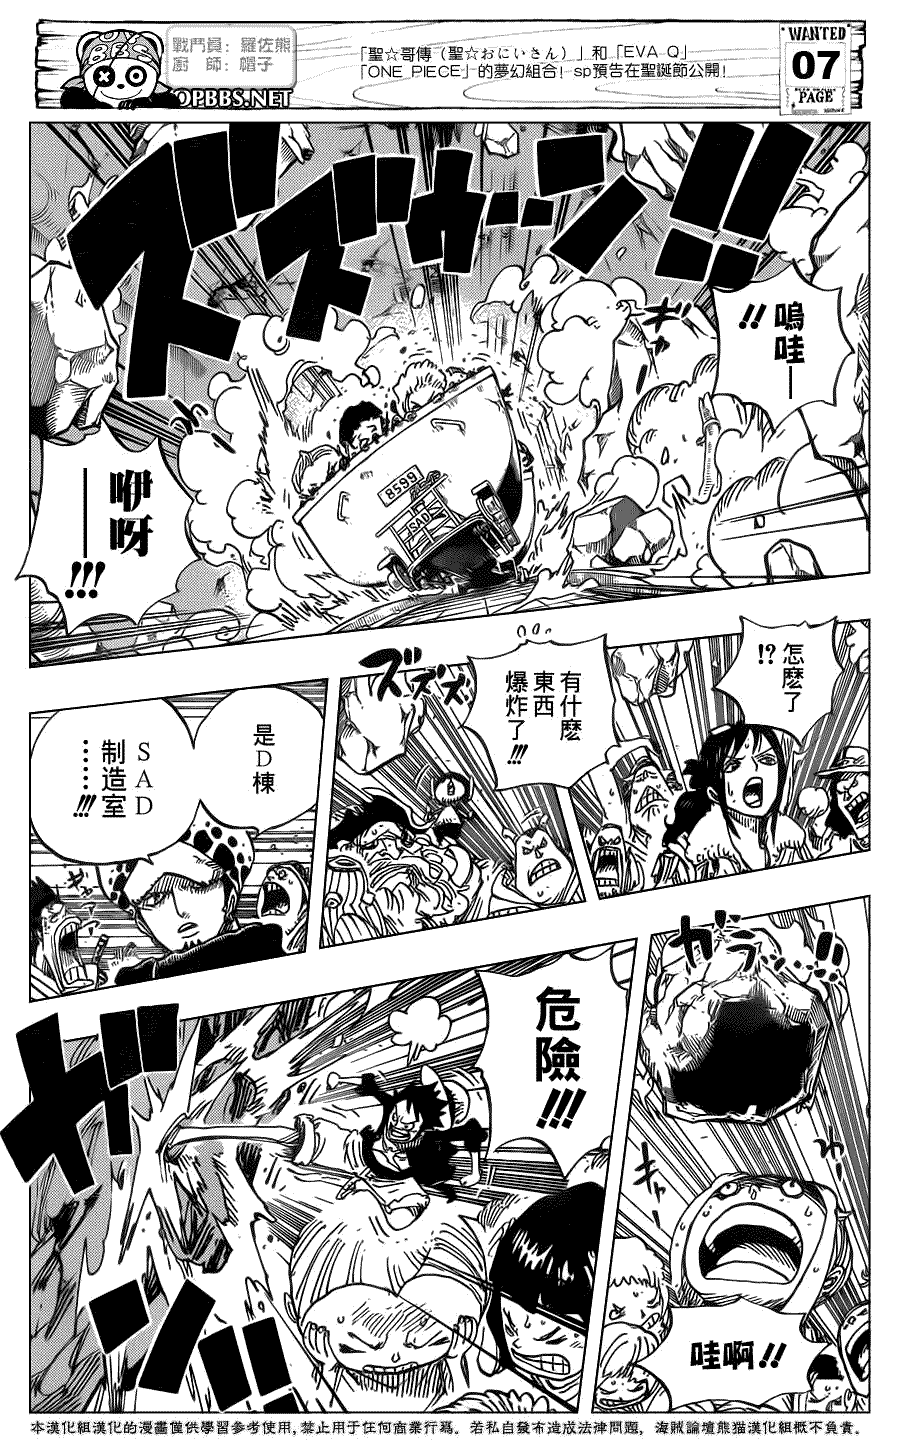 戰鬥員：羅佐熊
廚　師：帽子
OPBBS.NET
「聖☆哥傳（聖☆おにいさん）」和「EVA Q」
「ONE PIECE」的夢幻組合！sp預告在聖誕節公開！
WANTED
07
PAGE
ズズゥーン!!
嗚哇—
!!
咿呀
——!!!
8599
SAD
怎麼了
!?
有什麼
東西
爆炸了!!!
ズズズ
是D棟
SAD
制造室
……!!!
ガラ
危險!!!
哇啊!!
本漢化組漢化的漫畫僅供學習參考使用,禁止用于任何商業行爲。若私自發布造成法律問題,海賊論壇熊猫漢化組概不負責。